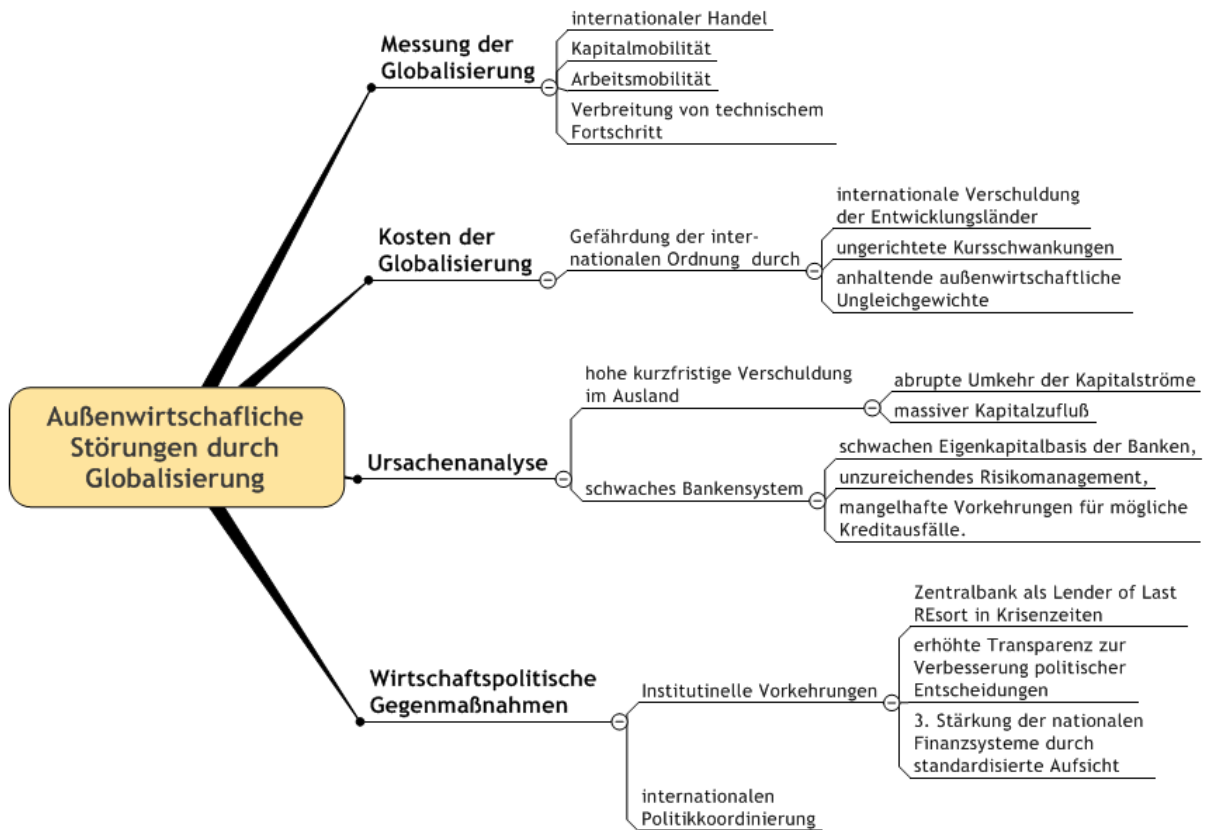 Außenwirtschafliche
Störungen durch
Globalisierung
Messung der
Globalisierung
internationaler Handel
Kapitalmobilität
Arbeitsmobilität
Verbreitung von technischem
Fortschritt
Kosten der
Globalisierung
Gefährdung der inter-
nationalen Ordnung durch
internationale Verschuldung
der Entwicklungsländer
ungerichtete Kursschwankungen
anhaltende außenwirtschaftliche
Ungleichgewichte
Ursachenanalyse
hohe kurzfristige Verschuldung
im Ausland
abrupte Umkehr der Kapitalströme
massiver Kapitalzufluß
schwaches Bankensystem
schwachen Eigenkapitalbasis der Banken,
unzureichendes Risikomanagement,
mangelhafte Vorkehrungen für mögliche
Kreditausfälle.
Wirtschaftspolitische
Gegenmaßnahmen
Institutinelle Vorkehrungen
Zentralbank als Lender of Last
REsort in Krisenzeiten
erhöhte Transparenz zur
Verbesserung politischer
Entscheidungen
3. Stärkung der nationalen
Finanzsysteme durch
standardisierte Aufsicht
internationalen
Politikkoordinierung